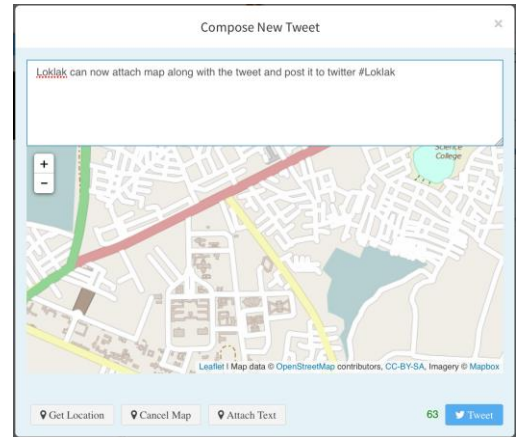 Compose New Tweet
×
Loklak can now attach map along with the tweet and post it to twitter #Loklak
Science
College
+
-
Leaflet | Map data © OpenStreetMap contributors, CC-BY-SA, Imagery © Mapbox
Get Location
Cancel Map
Attach Text
63
Tweet